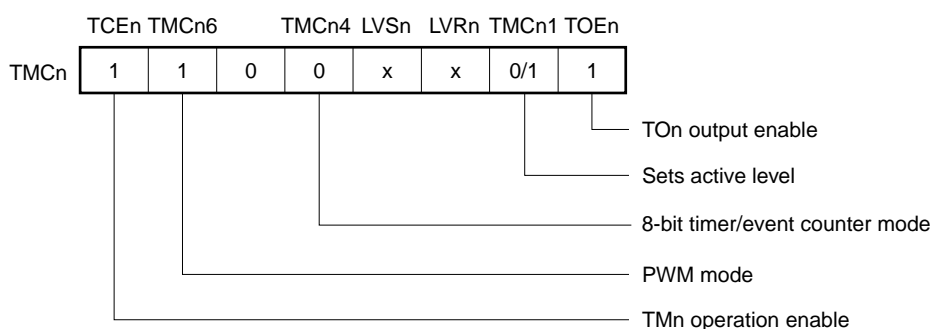 TCEn TMCn6 TMCn4 LVSn LVRn TMCn1 TOEn
TMCn 1 1 0 0 x x 0/1 1
TOn output enable
Sets active level
8-bit timer/event counter mode
PWM mode
TMn operation enable